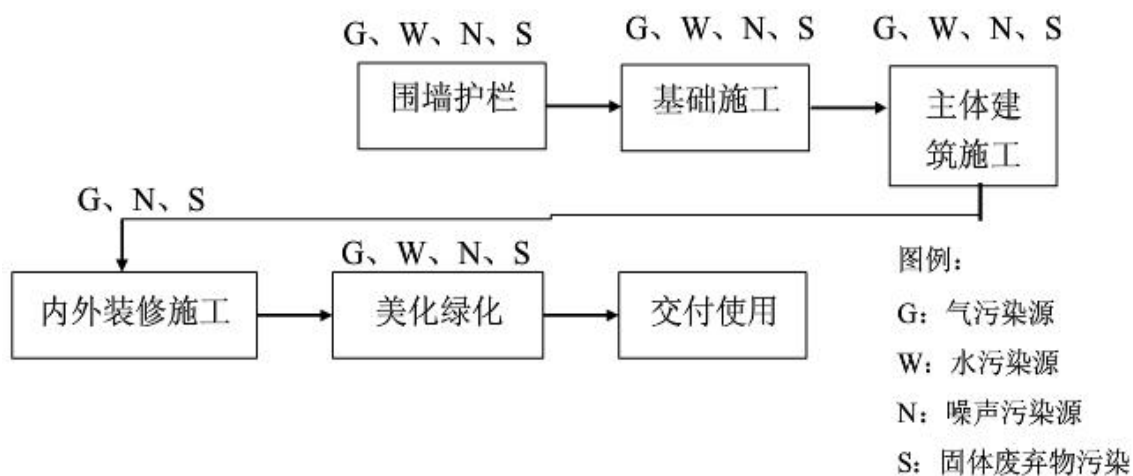 G、W、N、S
G、W、N、S
G、W、N、S
围墙护栏
基础施工
主体建
筑施工
G、N、S
G、W、N、S
内外装修施工
美化绿化
交付使用
图例：
G：气污染源
W：水污染源
N：噪声污染源
S：固体废弃物污染